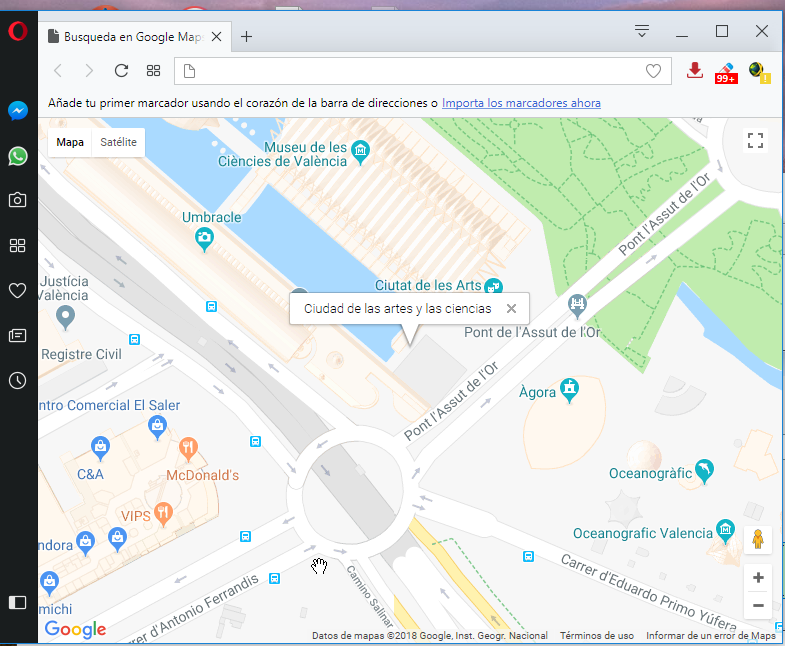 Busqueda en Google Map
99+
Añade tu primer marcador usando el corazón de la barra de direcciones o Importa los marcadores ahora
Mapa
Satélite
Museu de les
Ciències de València
Umbracle
Pont l'Assut de l'Or
Ciutat de les Arts
Justícia
València
Ciudad de las artes y las ciencias
Pont de l'Assut de l'Or
Registre Civil
Pont l'Assut de l'Or
Àgora
ntro Comercial El Saler
C&A
McDonald's
Oceanogràfic
VIPS
Oceanografic Valencia
ndora
Carrer d'Eduardo Primo Yúfera
Camino Salinar
michi
rer d'Antonio Ferrandis
Google
Datos de mapas ©2018 Google, Inst. Geogr. Nacional
Términos de uso
Informar de un error de Maps